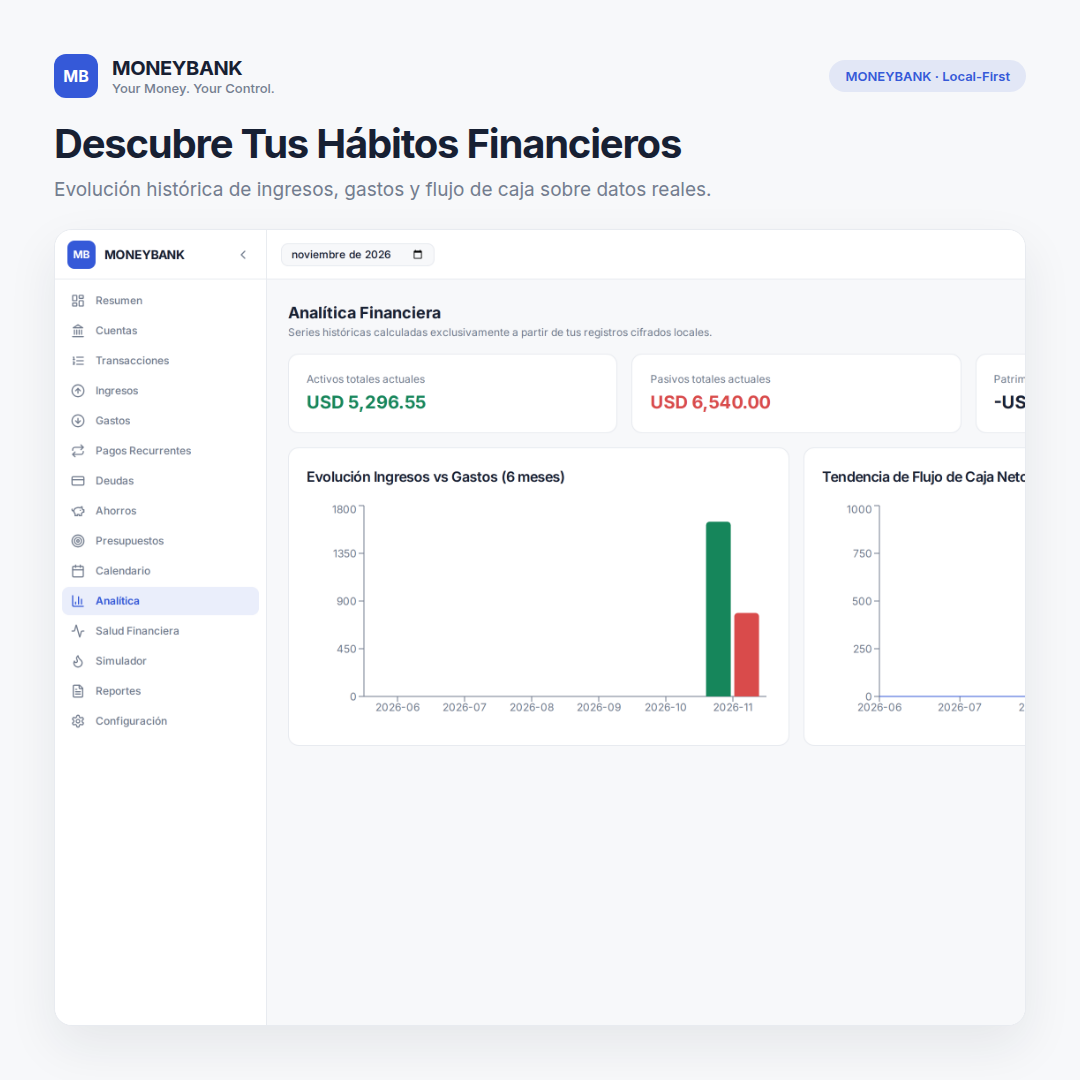 MB
MONEYBANK
Your Money. Your Control.
MONEYBANK · Local-First
Descubre Tus Hábitos Financieros
Evolución histórica de ingresos, gastos y flujo de caja sobre datos reales.
MB MONEYBANK
noviembre de 2026
Resumen
Cuentas
Transacciones
Ingresos
Gastos
Pagos Recurrentes
Deudas
Ahorros
Presupuestos
Calendario
Analítica
Salud Financiera
Simulador
Reportes
Configuración
Analítica Financiera
Series históricas calculadas exclusivamente a partir de tus registros cifrados locales.
Activos totales actuales
USD 5,296.55
Pasivos totales actuales
USD 6,540.00
Patrim
-US
Evolución Ingresos vs Gastos (6 meses)
1800
1350
900
450
0
2026-06 2026-07 2026-08 2026-09 2026-10 2026-11
Tendencia de Flujo de Caja Neto
1000
750
500
250
0
2026-06 2026-07 2